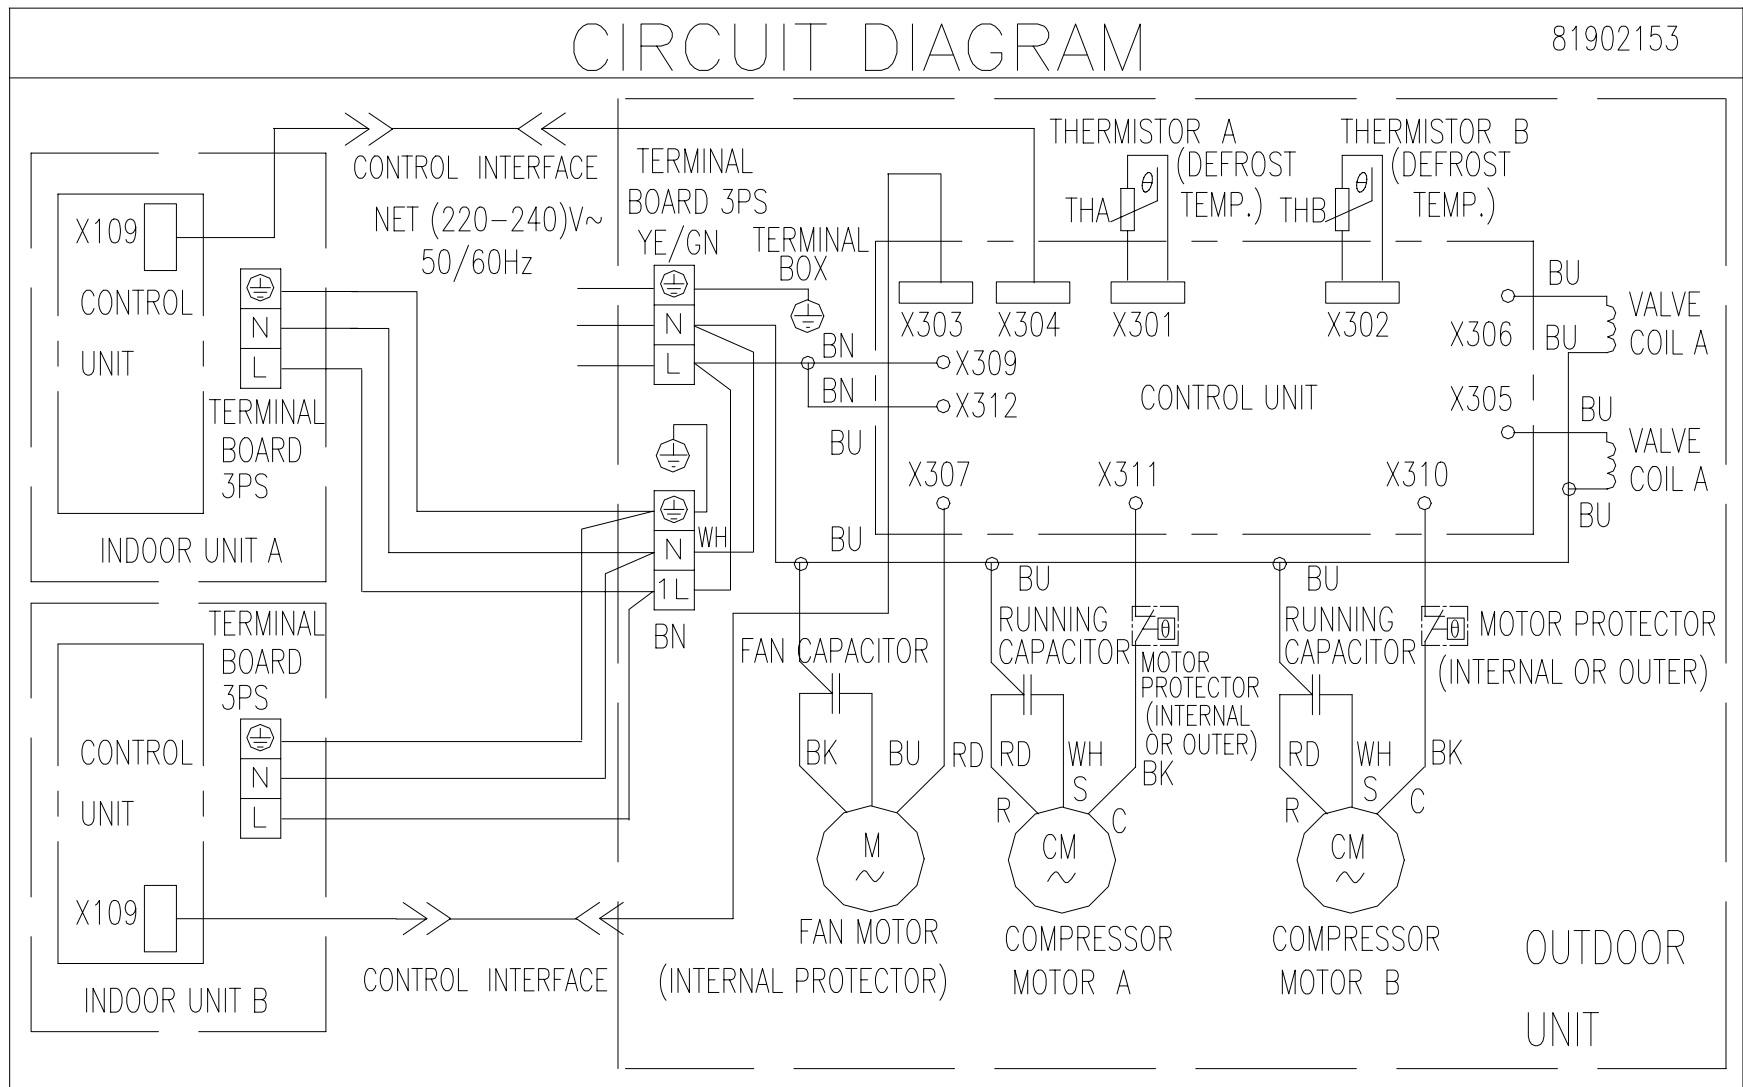 CIRCUIT DIAGRAM
81902153
CONTROL INTERFACE
NET (220-240)V~
50/60Hz
TERMINAL
BOARD 3PS
YE/GN
TERMINAL
BOX
THERMISTOR A
(DEFROST
TEMP.)
THA
θ
THERMISTOR B
(DEFROST
TEMP.)
THB
θ
X109
CONTROL
UNIT
N
L
TERMINAL
BOARD
3PS
INDOOR UNIT A
N
L
BN
BN
BU
X303
X304
X301
X302
X309
X312
CONTROL UNIT
X306
X305
BU
BU
VALVE
COIL A
BU
VALVE
COIL A
BU
X307
X311
X310
N
1L
WH
BN
BU
BU
BU
TERMINAL
BOARD
3PS
CONTROL
UNIT
N
L
X109
INDOOR UNIT B
CONTROL INTERFACE
FAN CAPACITOR
RUNNING
CAPACITOR
θ
MOTOR
PROTECTOR
(INTERNAL
OR OUTER)
BK
RUNNING
CAPACITOR
θ
MOTOR PROTECTOR
(INTERNAL OR OUTER)
BK
BU
RD
RD
WH
R
S
C
RD
WH
BK
R
S
C
M
~
CM
~
CM
~
FAN MOTOR
(INTERNAL PROTECTOR)
COMPRESSOR
MOTOR A
COMPRESSOR
MOTOR B
OUTDOOR
UNIT